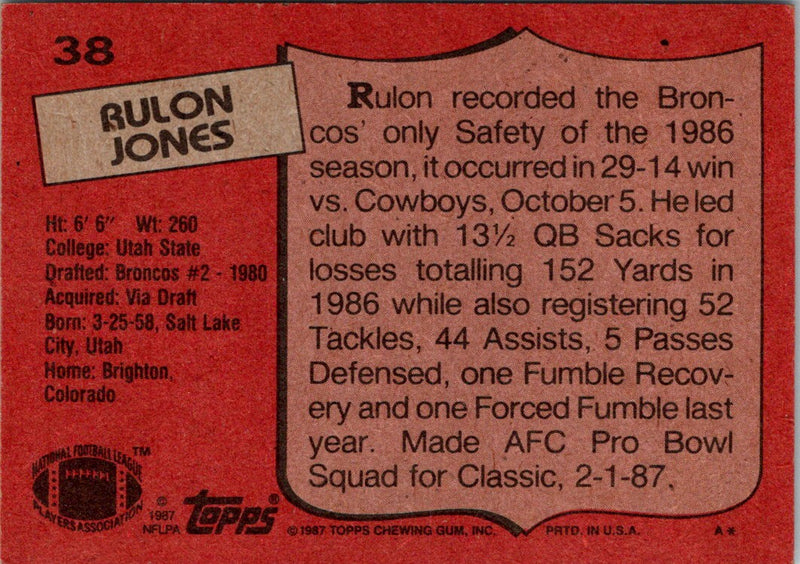 38
RULON
JONES
Ht: 6' 6" Wt: 260
College: Utah State
Drafted: Broncos #2 - 1980
Acquired: Via Draft
Born: 3-25-58, Salt Lake
City, Utah
Home: Brighton,
Colorado
NATIONAL FOOTBALL LEAGUE
PLAYERS ASSOCIATION
TM
©
1987
NFLPA
topps®
Rulon recorded the Bron-
cos' only Safety of the 1986
season, it occurred in 29-14 win
vs. Cowboys, October 5. He led
club with 13½ QB Sacks for
losses totalling 152 Yards in
1986 while also registering 52
Tackles, 44 Assists, 5 Passes
Defensed, one Fumble Recov-
ery and one Forced Fumble last
year. Made AFC Pro Bowl
Squad for Classic, 2-1-87.
©1987 TOPPS CHEWING GUM, INC. PRTD. IN U.S.A. A*